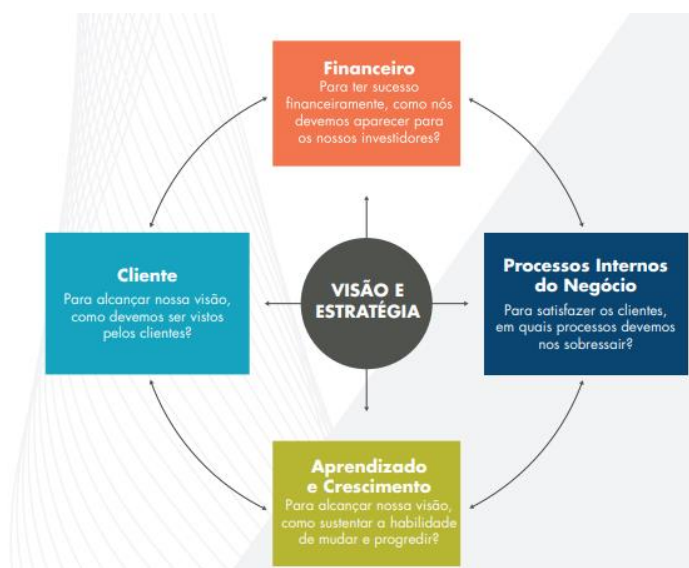 Financeiro
Para ter sucesso
financeiramente, como nós
devemos aparecer para
os nossos investidores?
Cliente
Para alcançar nossa visão,
como devemos ser vistos
pelos clientes?
VISÃO E
ESTRATÉGIA
Processos Internos
do Negócio
Para satisfazer os clientes,
em quais processos devemos
nos sobressair?
Aprendizado
e Crescimento
Para alcançar nossa visão,
como sustentar a habilidade
de mudar e progredir?